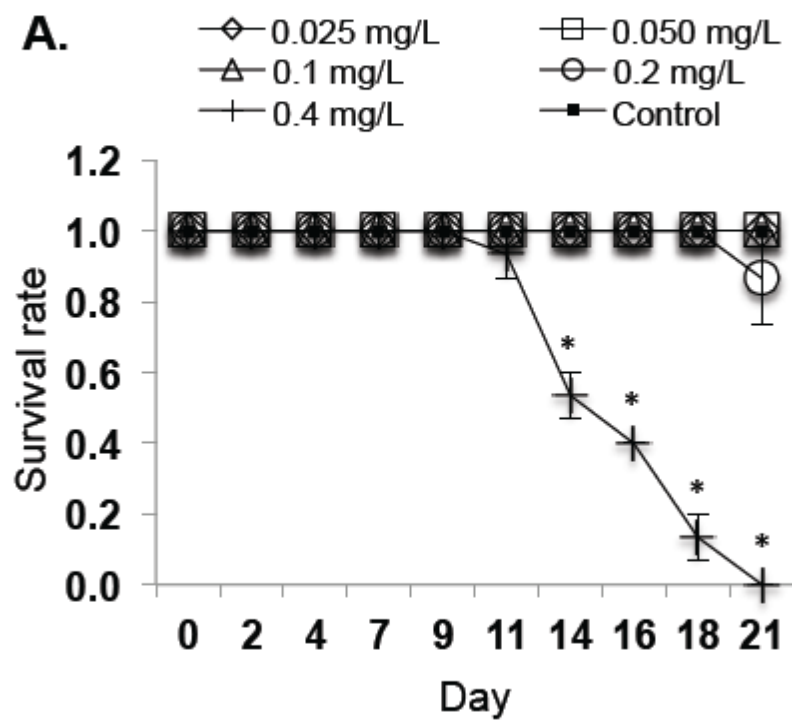 A.
0.025 mg/L 0.050 mg/L
0.1 mg/L 0.2 mg/L
0.4 mg/L Control
1.2
1.0
0.8
0.6
0.4
0.2
0.0
Survival rate
* * * *
0 2 4 7 9 11 14 16 18 21
Day